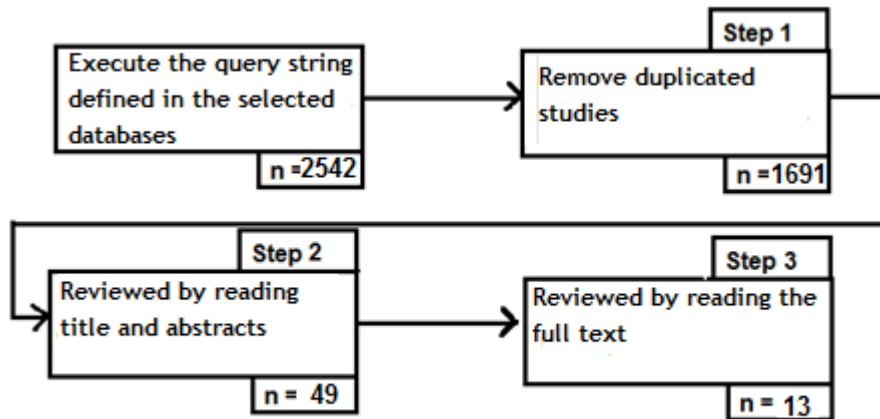 Execute the query string
defined in the selected
databases
n =2542
Step 1
Remove duplicated
studies
n =1691
Step 2
Reviewed by reading
title and abstracts
n = 49
Step 3
Reviewed by reading the
full text
n = 13